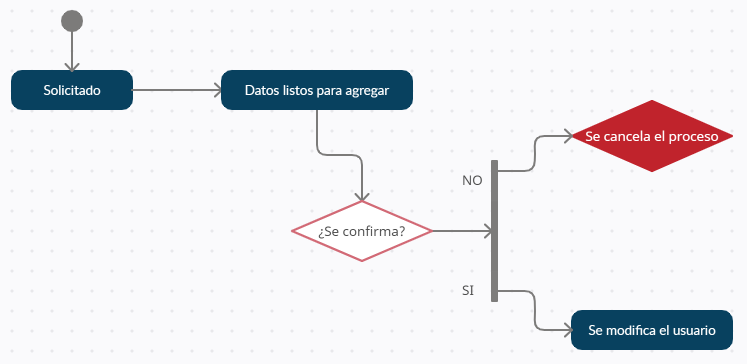 Solicitado
Datos listos para agregar
Se cancela el proceso
NO
¿Se confirma?
SI
Se modifica el usuario